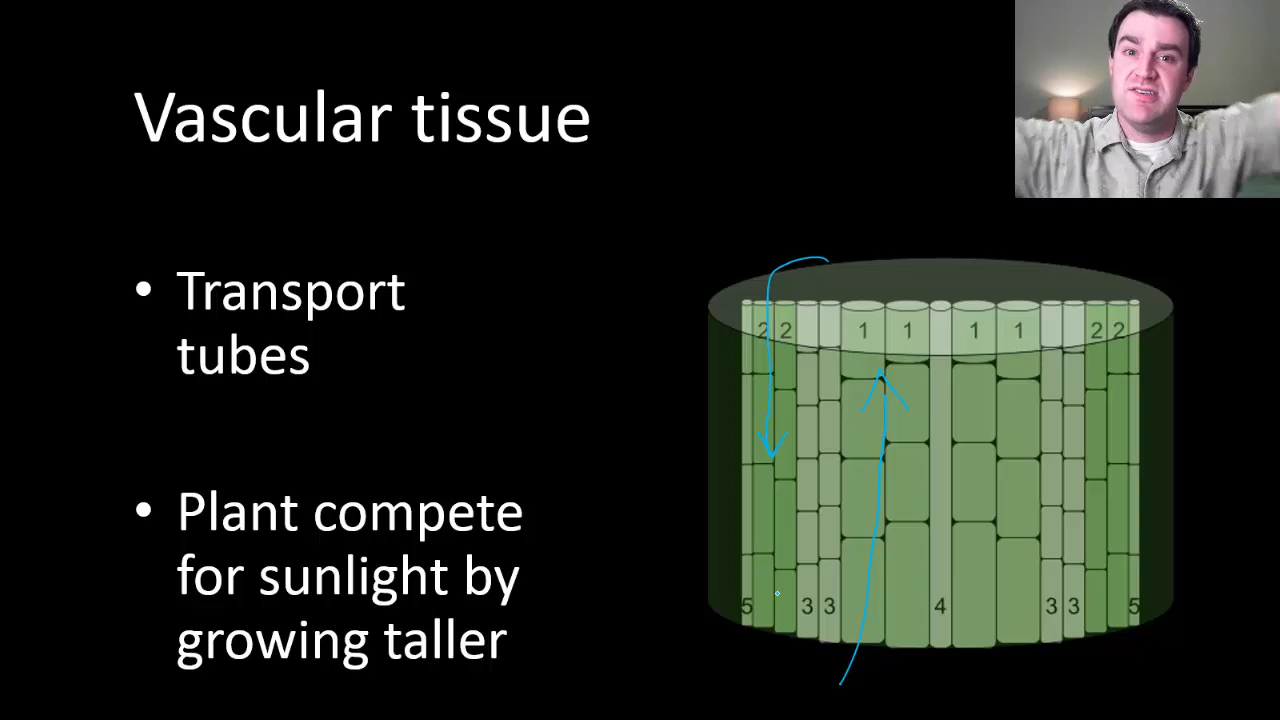 Vascular tissue
• Transport
tubes
• Plant compete
for sunlight by
growing taller
2 2 1 1 1 1 2 2
5 3 3 4 3 3 5